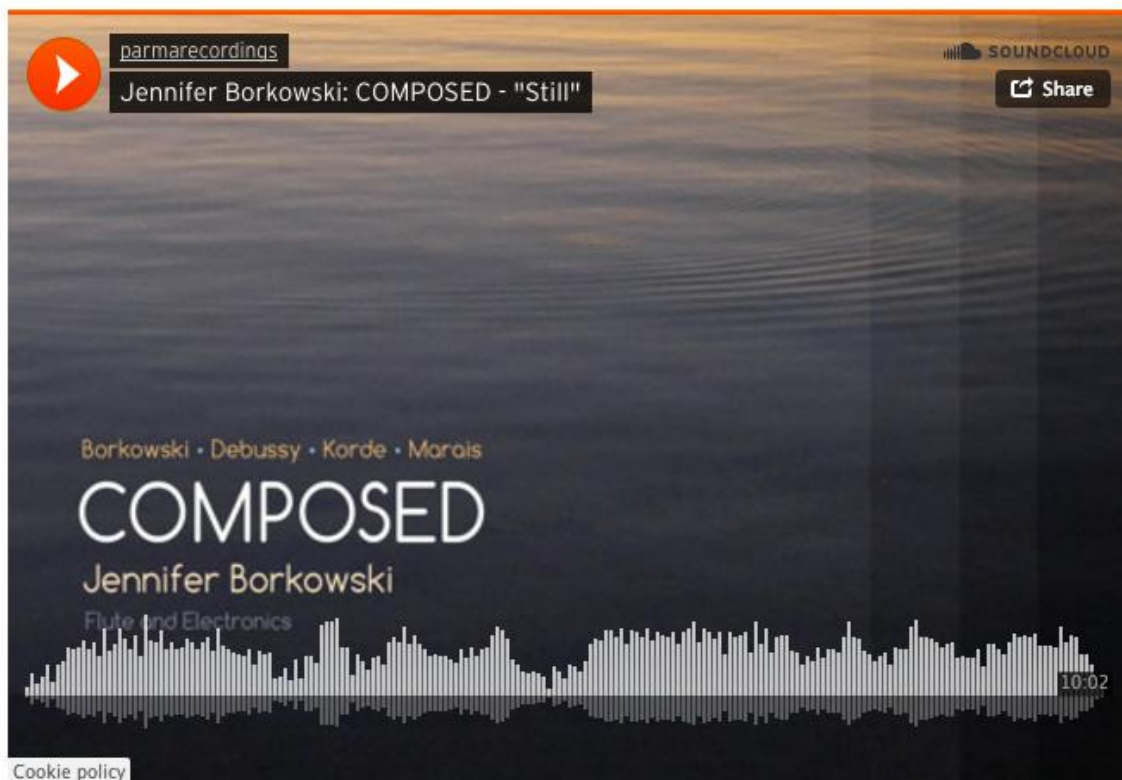 parmarecordings
SOUNDCLOUD
Jennifer Borkowski: COMPOSED - "Still"
Share
Borkowski • Debussy • Korde • Marais
COMPOSED
Jennifer Borkowski
Flute and Electronics
10:02
Cookie policy